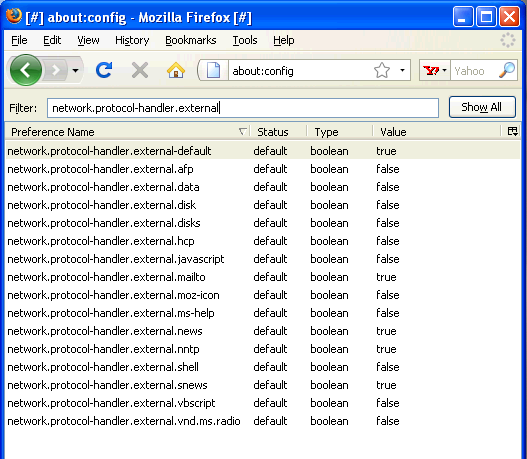 [#] about:config - Mozilla Firefox [#]
File Edit View History Bookmarks Tools Help
about:config Yahoo
Filter: network.protocol-handler.external Show All
Preference Name Status Type Value
network.protocol-handler.external-default default boolean true
network.protocol-handler.external.afp default boolean false
network.protocol-handler.external.data default boolean false
network.protocol-handler.external.disk default boolean false
network.protocol-handler.external.disks default boolean false
network.protocol-handler.external.hcp default boolean false
network.protocol-handler.external.javascript default boolean false
network.protocol-handler.external.mailto default boolean true
network.protocol-handler.external.moz-icon default boolean false
network.protocol-handler.external.ms-help default boolean false
network.protocol-handler.external.news default boolean true
network.protocol-handler.external.nntp default boolean true
network.protocol-handler.external.shell default boolean false
network.protocol-handler.external.snews default boolean true
network.protocol-handler.external.vbscript default boolean false
network.protocol-handler.external.vnd.ms.radio default boolean false